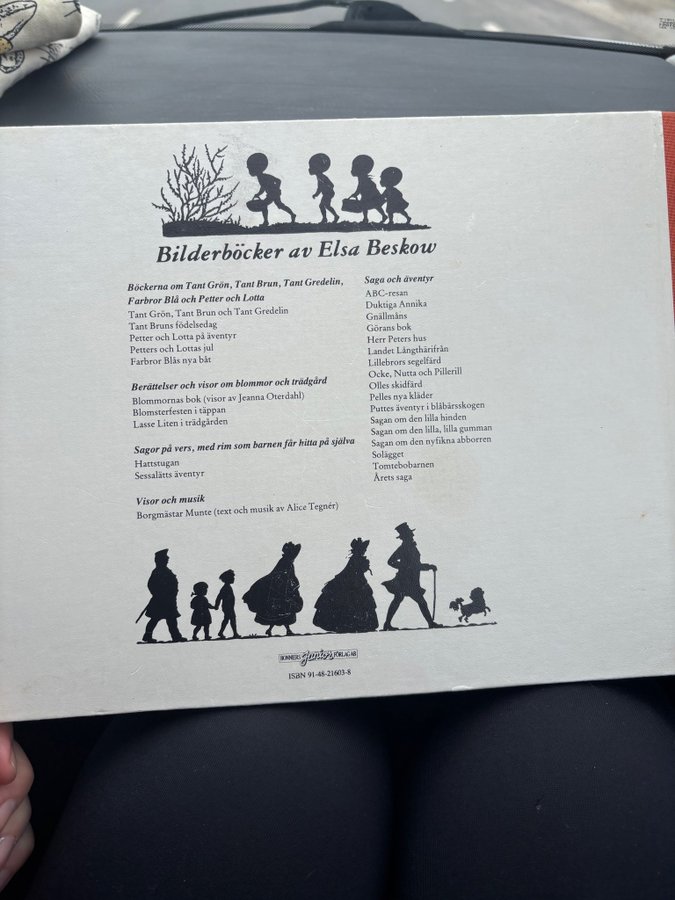 Bilderböcker av Elsa Beskow
Böckerna om Tant Grön, Tant Brun, Tant Gredelin,
Farbror Blå och Petter och Lotta
Tant Grön, Tant Brun och Tant Gredelin
Tant Bruns födelsedag
Petter och Lotta på äventyr
Petters och Lottas jul
Farbror Blås nya båt
Berättelser och visor om blommor och trädgård
Blommornas bok (visor av Jeanna Oterdahl)
Blomsterfesten i täppan
Lasse Liten i trädgården
Sagor på vers, med rim som barnen får hitta på själva
Hattstugan
Sessalätts äventyr
Visor och musik
Borgmästar Munte (text och musik av Alice Tegnér)
Saga och äventyr
ABC-resan
Duktiga Annika
Gnällmåns
Görans bok
Herr Peters hus
Landet Långthärifrån
Lillebrors segelfärd
Ocke, Nutta och Pillerill
Olles skidfärd
Pelles nya kläder
Puttes äventyr i blåbärsskogen
Sagan om den lilla hinden
Sagan om den lilla, lilla gumman
Sagan om den nyfikna abborren
Solägget
Tomtebobarnen
Årets saga
BONNIERS Junior FÖRLAG AB
ISBN 91-48-21603-8